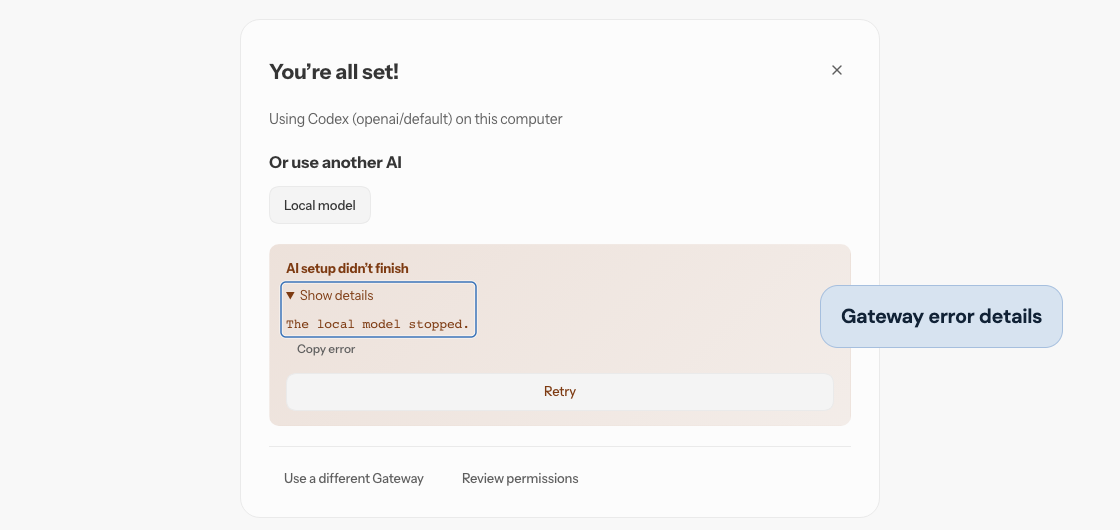 You’re all set!
Using Codex (openai/default) on this computer
Or use another AI
Local model
AI setup didn’t finish
Show details
The local model stopped.
Gateway error details
Copy error
Retry
Use a different Gateway
Review permissions